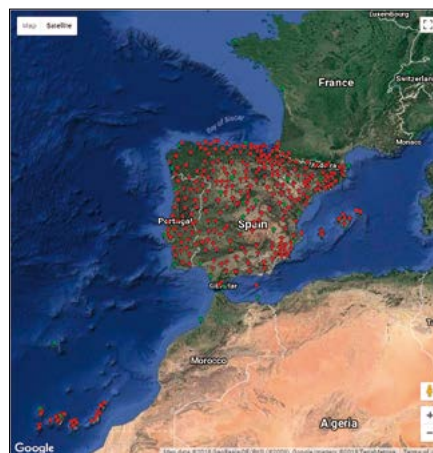 Map Satellite
Luxembourg
France
Switzerland
Monaco
Bay of Biscay
Andorra
Portugal
Spain
Gibraltar
Morocco
Algeria
Google